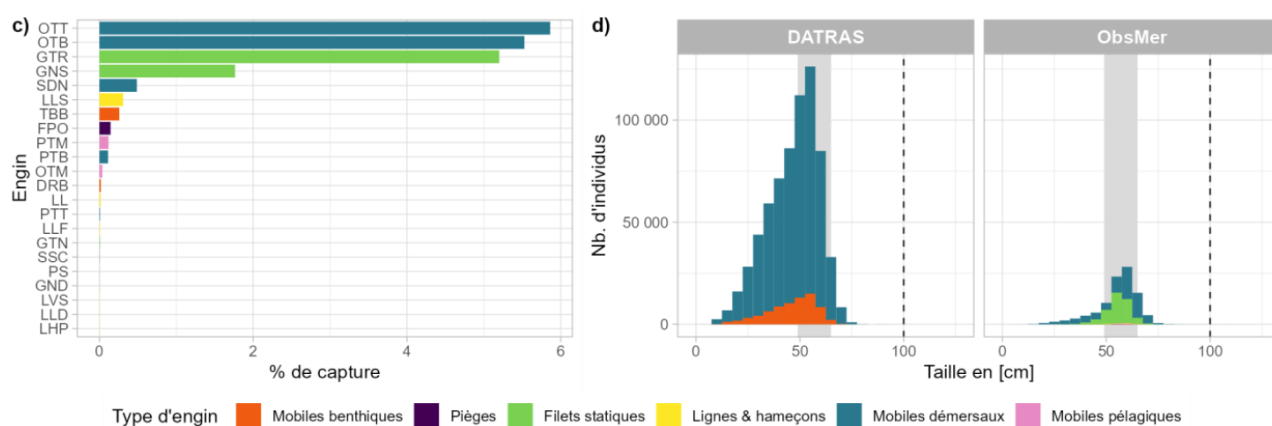 c)
OTT
OTB
GTR
GNS
SDN
LLS
TBB
FPO
PTM
PTB
OTM
DRB
LL
PTT
LLF
GTN
SSC
PS
GND
LVS
LLD
LHP
Engin
0 2 4 6
% de capture
d)
DATRAS ObsMer
Nb. d'individus
100 000
50 000
0
0 50 100 0 50 100
Taille en [cm]
Type d'engin Mobiles benthiques Pièges Filets statiques Lignes & hameçons Mobiles démersaux Mobiles pélagiques